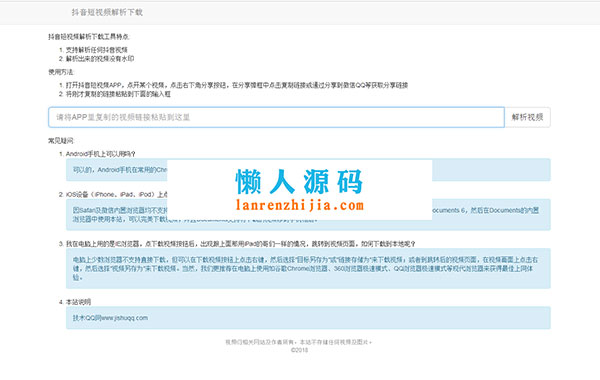 抖音短视频解析下载
抖音短视频解析下载工具特点:
1. 支持解析任何抖音视频
2. 解析出来的视频没有水印
使用方法:
1. 打开抖音短视频APP，点开某个视频，点击右下角分享按钮，在分享弹框中点击复制链接或通过分享到微信QQ等获取分享链接
2. 将刚才复制的链接粘贴到下面的输入框
请将APP里复制的视频链接粘贴到这里
解析视频
常见疑问:
1. Android手机上可以用吗？
可以的，Android手机在常用的Chr
懒人源码
lanrenzhijia.com
2. iOS设备（iPhone、iPad、iPod）上点
因Safari及微信内置浏览器均不支持 ocuments 6，然后在Documents的内置
浏览器中使用本站，可以完美下载
3. 我在电脑上用的是IE浏览器，点下载视频按钮后，出现跟上面那用iPad的哥们一样的情况，跳转到视频页面，如何下载到本地呢？
电脑上少数浏览器不支持直接下载，但可以在下载视频按钮上点击右键，然后选择"目标另存为"或"链接存储为"来下载视频；或者到跳转后的视频页面，在视频画面上点击右
键，然后选择"视频另存为"来下载视频。当然，我们更推荐在电脑上使用如谷歌Chrome浏览器、360浏览器极速模式、QQ浏览器极速模式等现代浏览器来获得最佳上网体
验。
4. 本站说明
技术QQ网www.jishuqq.com
视频归相关网站及作者所有，本站不存储任何视频及图片。
©2018